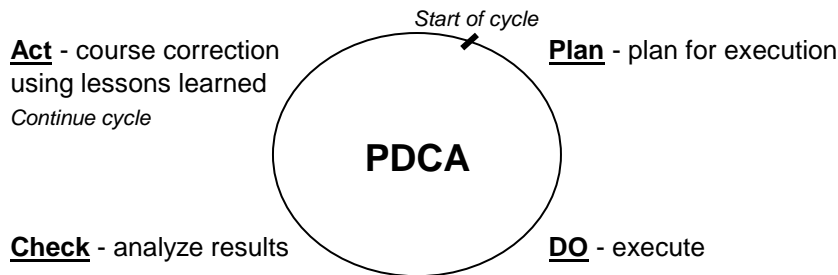 Start of cycle
Act - course correction
using lessons learned
Continue cycle
Plan - plan for execution
PDCA
Check - analyze results
DO - execute